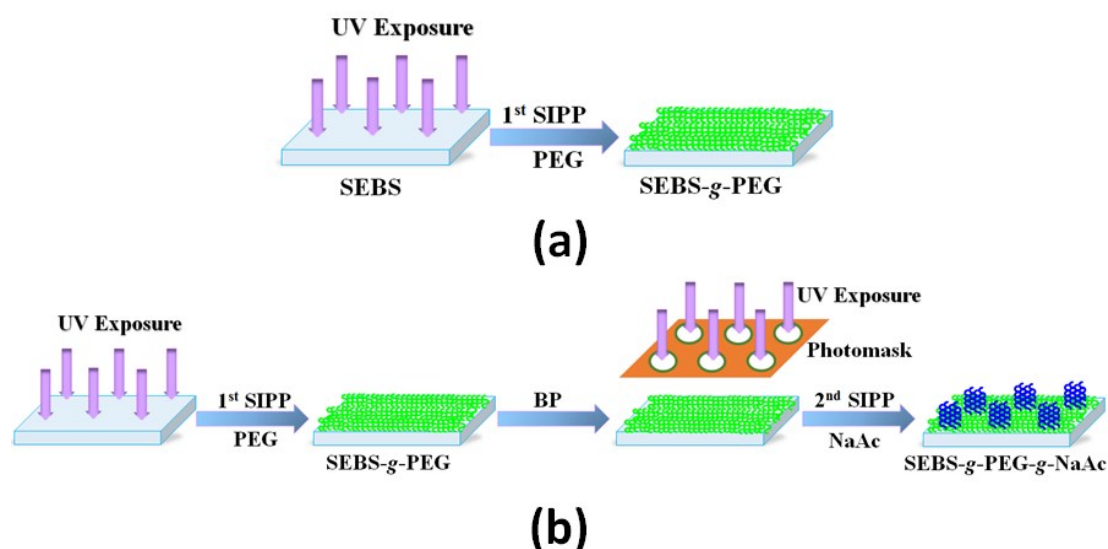 UV Exposure
1st SIPP
PEG
SEBS
SEBS-g-PEG
(a)
UV Exposure
UV Exposure
Photomask
1st SIPP
PEG
BP
2nd SIPP
NaAc
SEBS-g-PEG
SEBS-g-PEG-g-NaAc
(b)